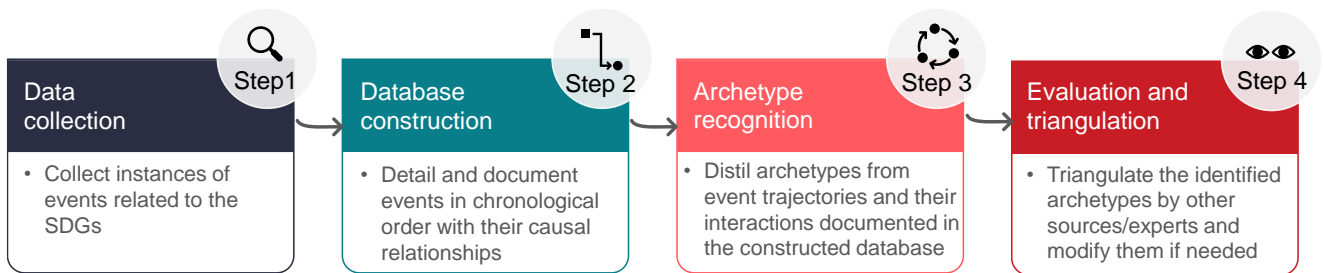 Step1
Data
collection
• Collect instances of
events related to the
SDGs
Step 2
Database
construction
• Detail and document
events in chronological
order with their causal
relationships
Step 3
Archetype
recognition
• Distil archetypes from
event trajectories and their
interactions documented in
the constructed database
Step 4
Evaluation and
triangulation
• Triangulate the identified
archetypes by other
sources/experts and
modify them if needed